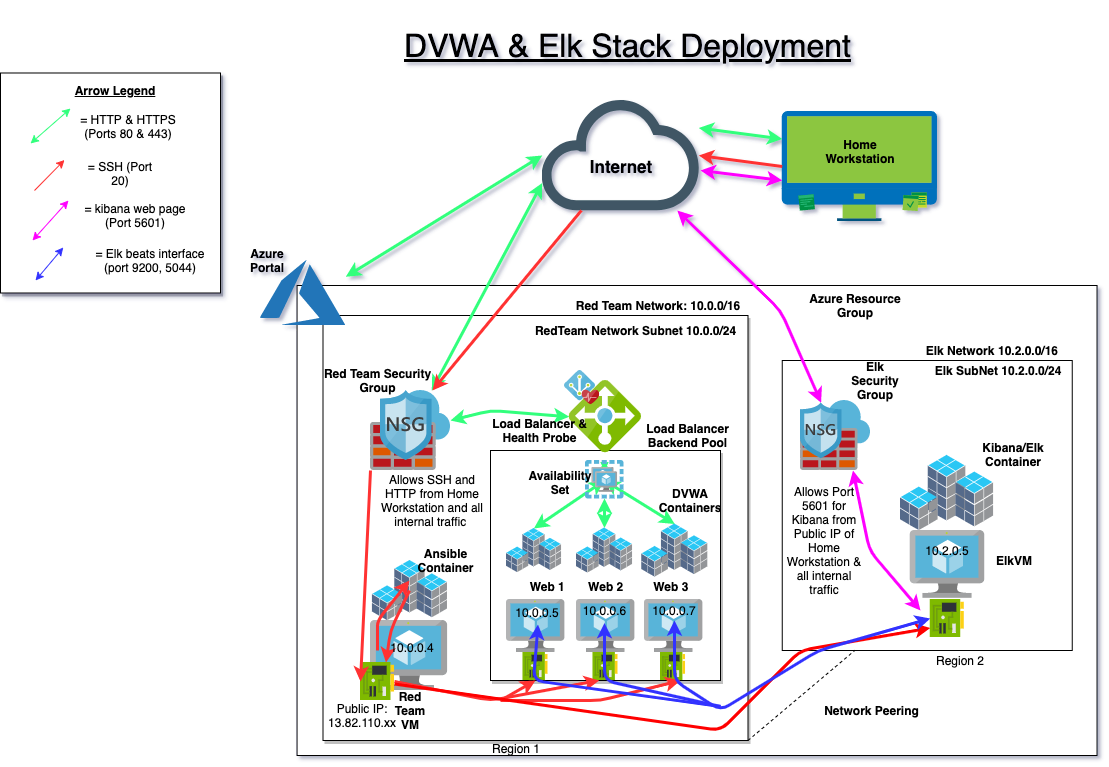 DVWA & Elk Stack Deployment
Arrow Legend
= HTTP & HTTPS
(Ports 80 & 443)
= SSH (Port
20)
= kibana web page
(Port 5601)
= Elk beats interface
(port 9200, 5044)
Internet
Home
Workstation
Azure
Portal
Azure Resource
Group
Red Team Network: 10.0.0/16
RedTeam Network Subnet 10.0.0/24
Red Team Security
Group
NSG
Load Balancer &
Health Probe
Load Balancer
Backend Pool
Allows SSH and
HTTP from Home
Workstation and all
internal traffic
Availability
Set
DVWA
Containers
Ansible
Container
Web 1
Web 2
Web 3
10.0.0.5
10.0.0.6
10.0.0.7
10.0.0.4
Public IP:
13.82.110.xx
Red
Team
VM
Region 1
Elk Network 10.2.0.0/16
Elk SubNet 10.2.0.0/24
Elk
Security
Group
NSG
Kibana/Elk
Container
Allows Port
5601 for
Kibana from
Public IP of
Home
Workstation &
all internal
traffic
10.2.0.5
ElkVM
Region 2
Network Peering